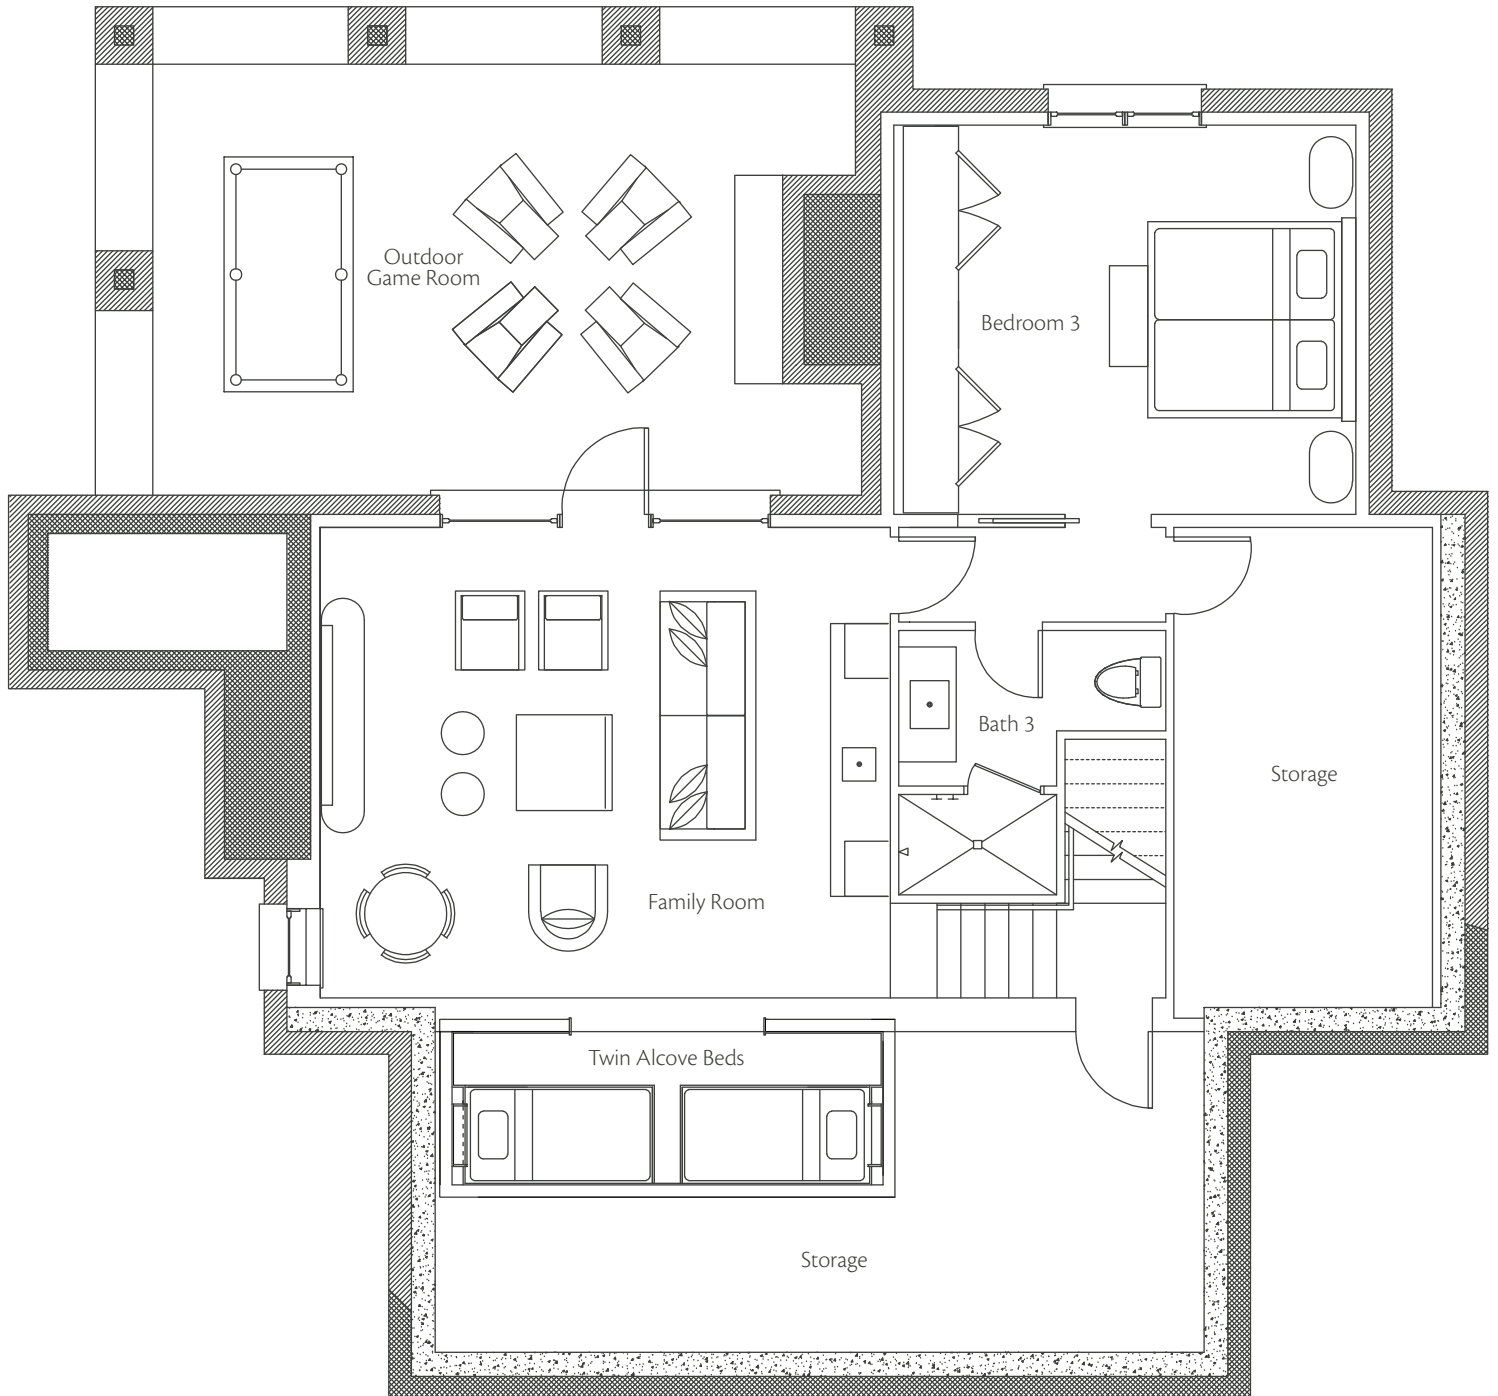 Outdoor
Game Room
Bedroom 3
Bath 3
Storage
Family Room
Twin Alcove Beds
Storage